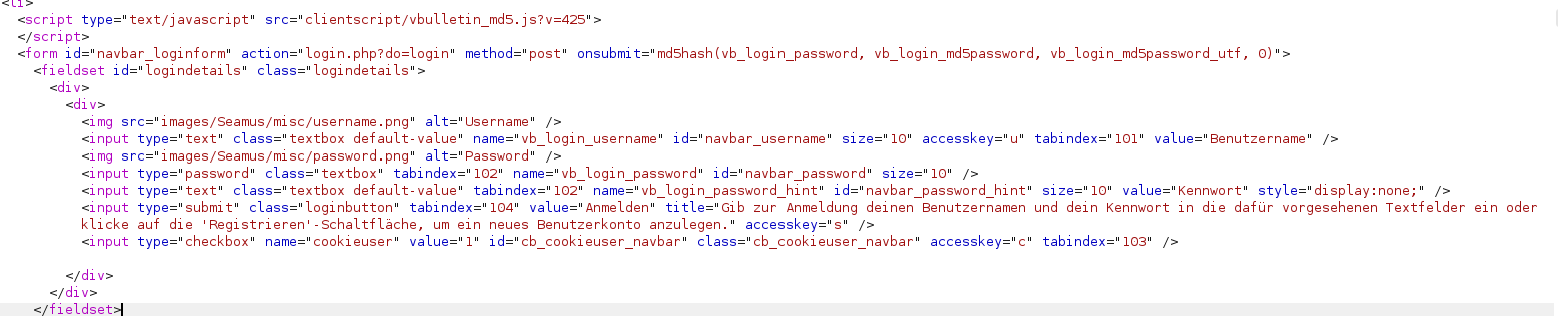 <li>
<script type="text/javascript" src="clientscript/vbulletin_md5.js?v=425">
</script>
<form id="navbar_loginform" action="login.php?do=login" method="post" onsubmit="md5hash(vb_login_password, vb_login_md5password, vb_login_md5password_utf, 0)">
<fieldset id="logindetails" class="logindetails">
<div>
<div>
<img src="images/Seamus/misc/username.png" alt="Username" />
<input type="text" class="textbox default-value" name="vb_login_username" id="navbar_username" size="10" accesskey="u" tabindex="101" value="Benutzername" />
<img src="images/Seamus/misc/password.png" alt="Password" />
<input type="password" class="textbox" tabindex="102" name="vb_login_password" id="navbar_password" size="10" />
<input type="text" class="textbox default-value" tabindex="102" name="vb_login_password_hint" id="navbar_password_hint" size="10" value="Kennwort" style="display:none;" />
<input type="submit" class="loginbutton" tabindex="104" value="Anmelden" title="Gib zur Anmeldung deinen Benutzernamen und dein Kennwort in die dafür vorgesehenen Textfelder ein oder
klicke auf die 'Registrieren'-Schaltfläche, um ein neues Benutzerkonto anzulegen." accesskey="s" />
<input type="checkbox" name="cookieuser" value="1" id="cb_cookieuser_navbar" class="cb_cookieuser_navbar" accesskey="c" tabindex="103" />
</div>
</div>
</fieldset>